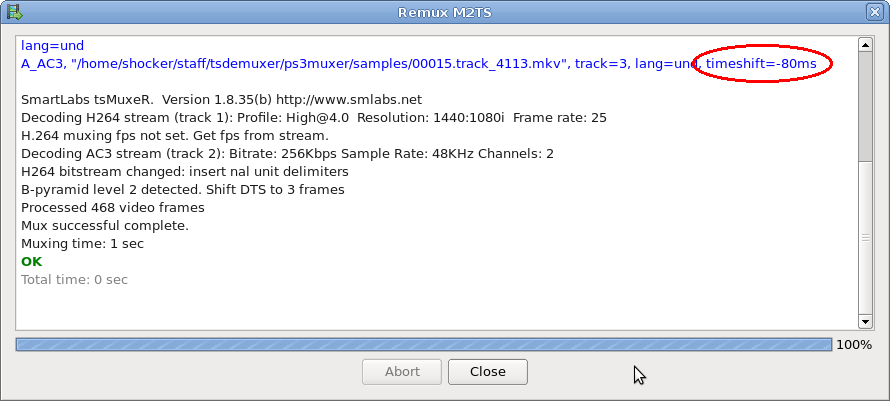 Remux M2TS
lang=und
A_AC3, "/home/shocker/staff/tsdemuxer/ps3muxer/samples/00015.track_4113.mkv", track=3, lang=und, timeshift=-80ms
SmartLabs tsMuxeR.  Version 1.8.35(b) http://www.smlabs.net
Decoding H264 stream (track 1): Profile: High@4.0  Resolution: 1440:1080i  Frame rate: 25
H.264 muxing fps not set. Get fps from stream.
Decoding AC3 stream (track 2): Bitrate: 256Kbps Sample Rate: 48KHz Channels: 2
H264 bitstream changed: insert nal unit delimiters
B-pyramid level 2 detected. Shift DTS to 3 frames
Processed 468 video frames
Mux successful complete.
Muxing time: 1 sec
OK
Total time: 0 sec
100%
Abort
Close